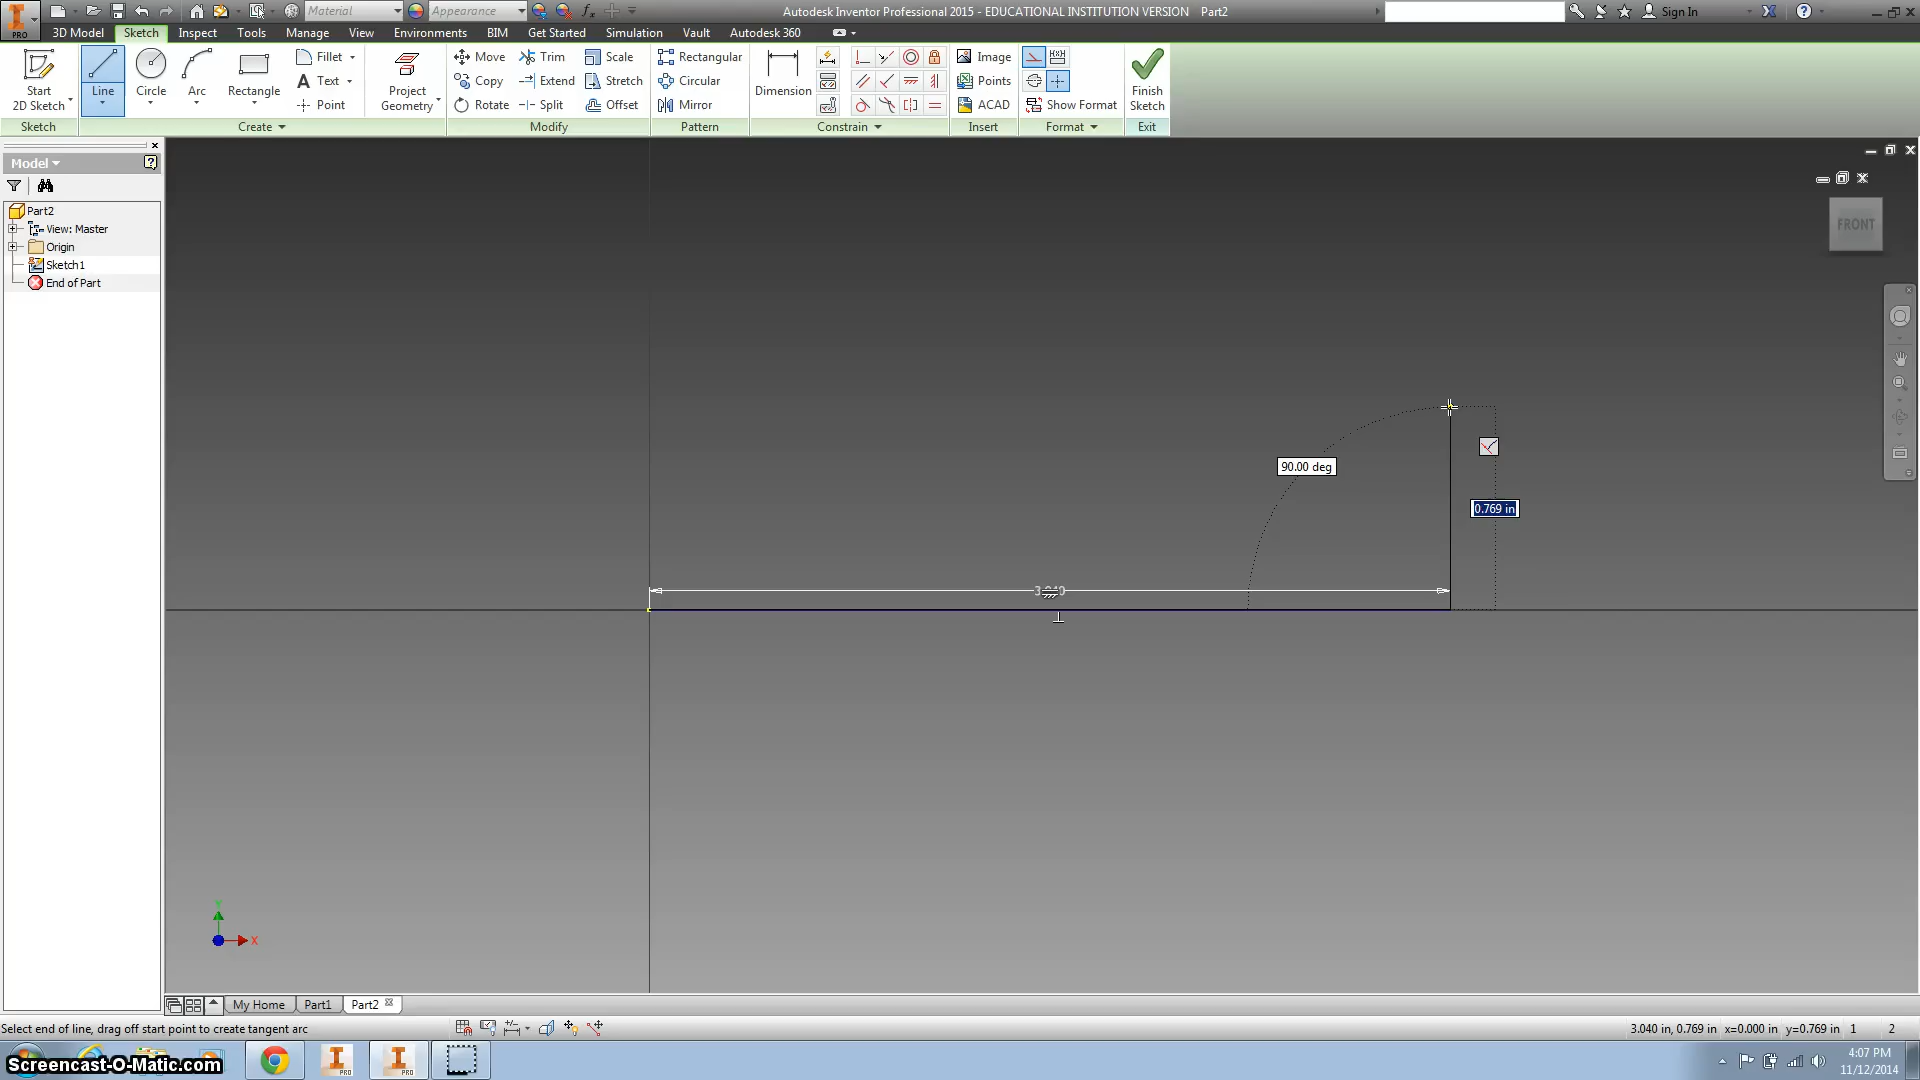 Material
Appearance
Autodesk Inventor Professional 2015 - EDUCATIONAL INSTITUTION VERSION Part2
Sign In
PRO
3D Model
Sketch
Inspect
Tools
Manage
View
Environments
BIM
Get Started
Simulation
Vault
Autodesk 360
Start
2D Sketch
Line
Circle
Arc
Rectangle
Fillet
Text
Point
Project
Geometry
Move
Copy
Rotate
Trim
Extend
Split
Scale
Stretch
Offset
Rectangular
Circular
Mirror
Dimension
Image
Points
ACAD
Show Format
Finish
Sketch
Sketch
Create
Modify
Pattern
Constrain
Insert
Format
Exit
Model
Part2
View: Master
Origin
Sketch1
End of Part
FRONT
90.00 deg
0.769 in
Y
X
My Home
Part1
Part2
Select end of line, drag off start point to create tangent arc
3.040 in, 0.769 in x=0.000 in y=0.769 in 1 2
Screencast-O-Matic.com
PRO
PRO
4:07 PM
11/12/2014